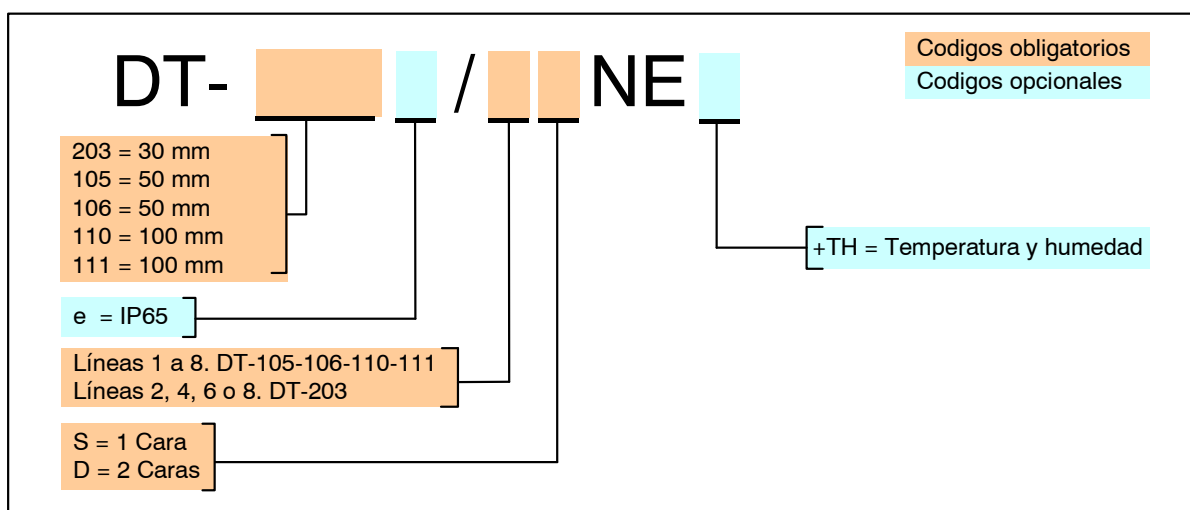 DT- / NE
Codigos obligatorios
Codigos opcionales
203 = 30 mm
105 = 50 mm
106 = 50 mm
110 = 100 mm
111 = 100 mm
+TH = Temperatura y humedad
e = IP65
Líneas 1 a 8. DT-105-106-110-111
Líneas 2, 4, 6 o 8. DT-203
S = 1 Cara
D = 2 Caras